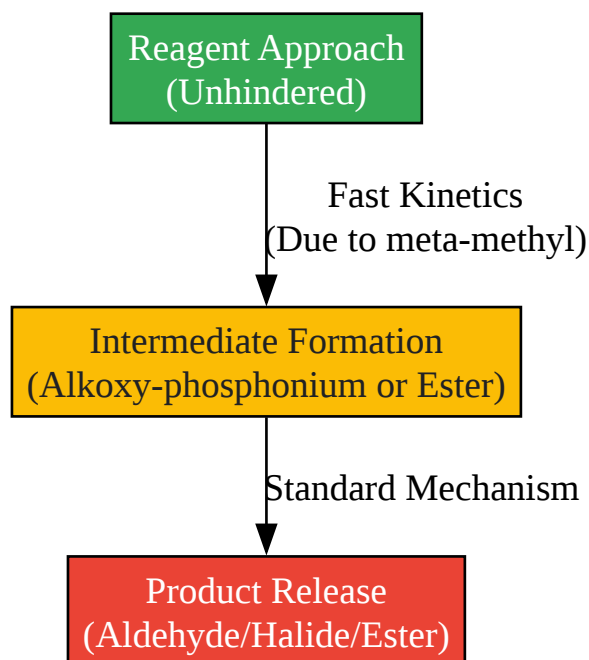 Reagent Approach
(Unhindered)
Fast Kinetics
(Due to meta-methyl)
Intermediate Formation
(Alkoxy-phosphonium or Ester)
Standard Mechanism
Product Release
(Aldehyde/Halide/Ester)